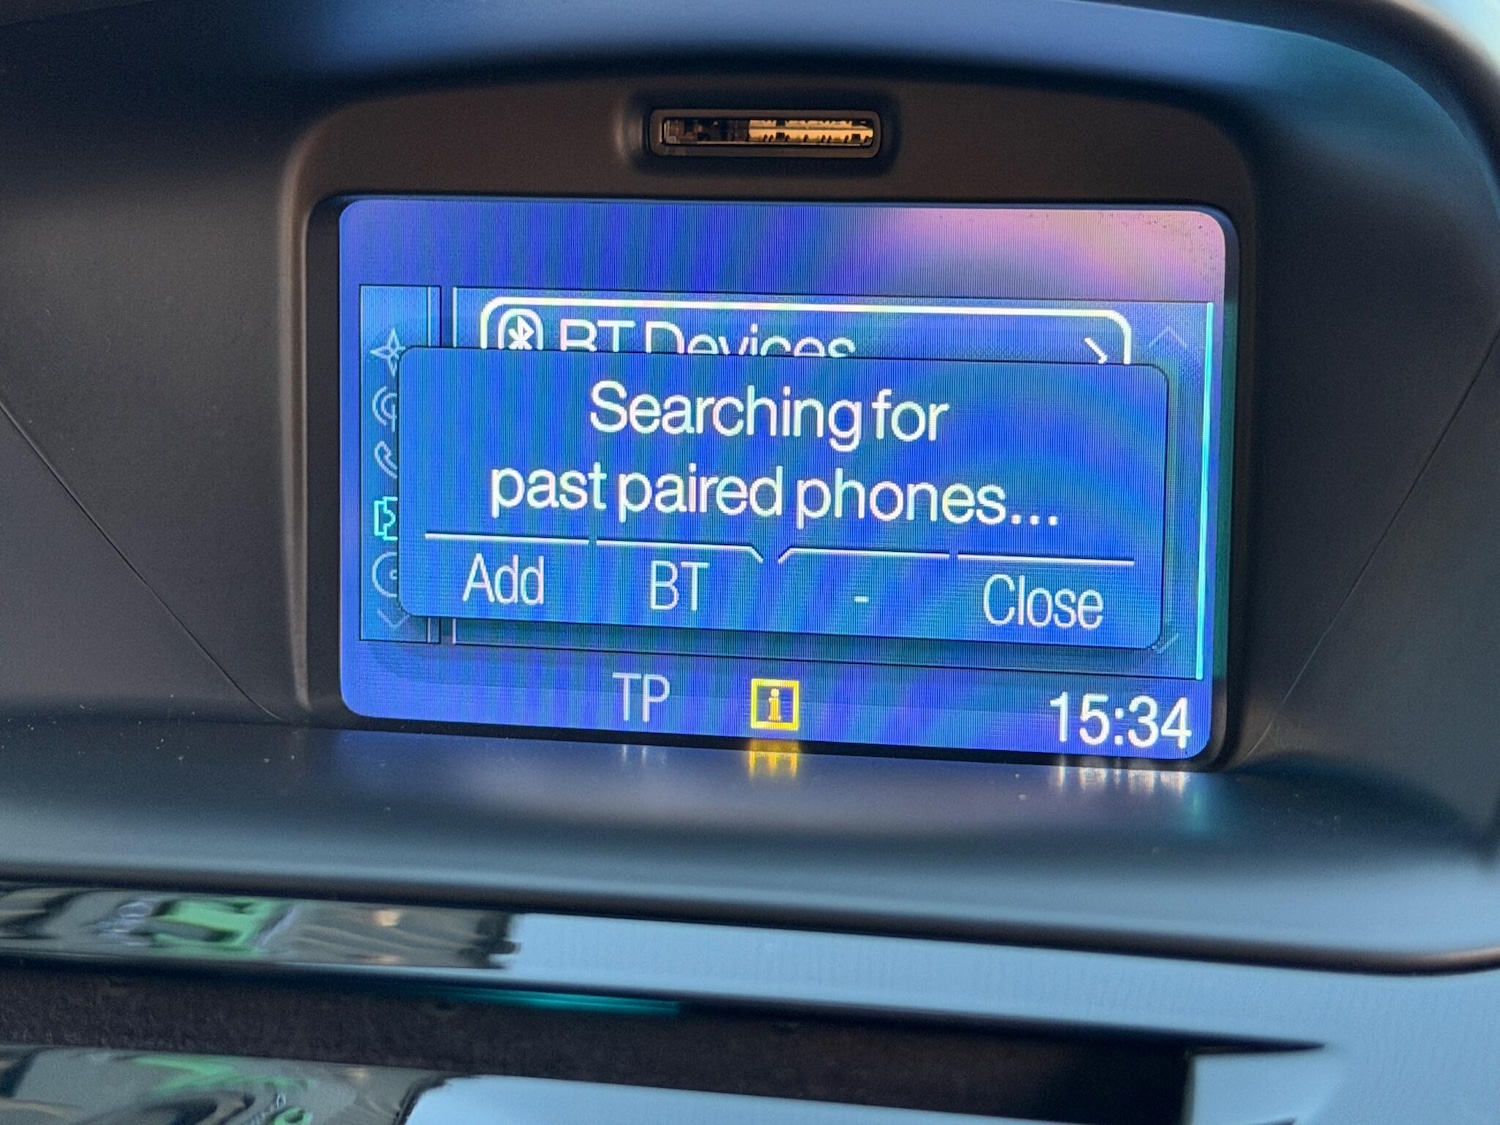 BT Devices
Searching for
past paired phones...
Add BT - Close
TP i 15:34